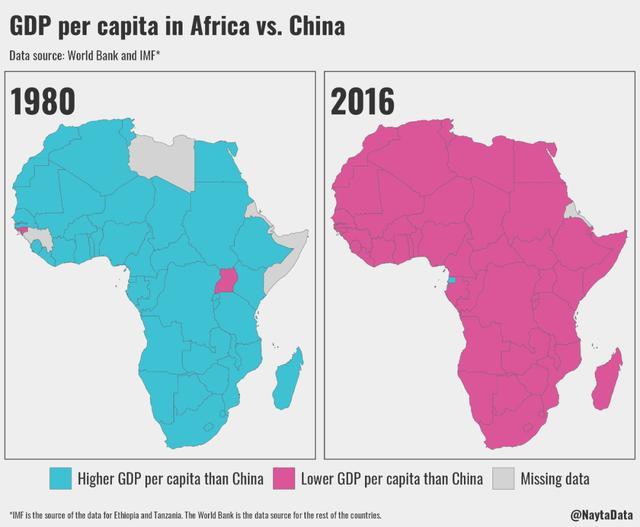 GDP per capita in Africa vs. China
Data source: World Bank and IMF*
1980
2016
Higher GDP per capita than China
Lower GDP per capita than China
Missing data
*IMF is the source of the data for Ethiopia and Tanzania. The World Bank is the data source for the rest of the countries.
@NaytaData